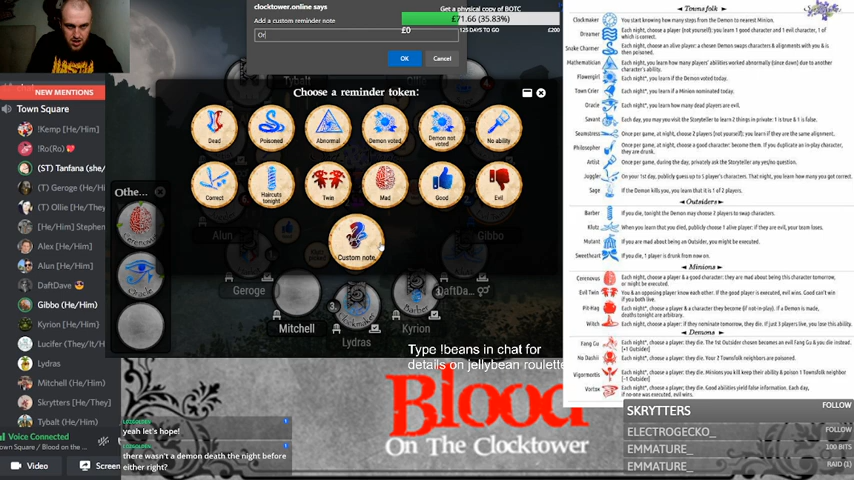 clocktower.online says
Add a custom reminder note
Or
OK
Cancel
Get a physical copy of BOTC
£71.66 (35.83%)
£0
125 DAYS TO GO
£200
NEW MENTIONS
Town Square
!Kemp [He/Him]
!Ro(Ro)
(ST) Tanfana (she/
(T) Geroge (He/Him)
(T) Ollie [They/The
[He/Him] Stephen
Alex [He/Him]
Alun [He/Him]
DaftDave
Gibbo (He/Him)
Kyrion [He/Him]
Lucifer (They/It/H
Lydras
Mitchell (He/Him)
Skrytters [He/They]
Tybalt (He/Him)
Voice Connected
Town Square / Blood on the
Video
Screen
Choose a reminder token:
Dead
Poisoned
Abnormal
Demon voted
Demon not voted
No ability
Correct
Haircuts tonight
Twin
Mad
Good
Evil
Custom note
Othe...
Cerenovus
Oracle
Tybalt
Alun
Gibbo
Geroge
Mitchell
Clockmaker
Lydras
Barber
Kyrion
DaftDa...
Type !beans in chat for
details on jellybean roulette
Blood
On The Clocktower
yeah let's hope!
there wasn't a demon death the night before
either right?
Townsfolk
Clockmaker You start knowing how many steps from the Demon to nearest Minion.
Dreamer Each night, choose a player (not yourself): you learn 1 good character and 1 evil character, 1 of
which is correct.
Snake Charmer Each night, choose an alive player: a chosen Demon swaps characters & alignments with you & is
then poisoned.
Mathematician Each night, you learn how many players' abilities worked abnormally (since dawn) due to another
character's ability.
Flowergirl Each night*, you learn if the Demon voted today.
Town Crier Each night*, you learn if a Minion nominated today.
Oracle Each night*, you learn how many dead players are evil.
Savant Each day, you may visit the Storyteller to learn 2 things in private: 1 is true & 1 is false.
Seamstress Once per game, at night, choose 2 players (not yourself): you learn if they are the same alignment.
Philosopher Once per game, at night, choose a good character: become them. If you duplicate an in-play character,
they are drunk.
Artist Once per game, during the day, privately ask the Storyteller any yes/no question.
Juggler On your 1st day, publicly guess up to 5 players' characters. That night, you learn how many you got correct.
Sage If the Demon kills you, you learn that it is 1 of 2 players.
Outsiders
Barber If you die, tonight the Demon may choose 2 players to swap characters.
Klutz When you learn that you died, publicly choose 1 alive player: if they are evil, your team loses.
Mutant If you are mad about being an Outsider, you might be executed.
Sweetheart If you die, 1 player is drunk from now on.
Minions
Cerenovus Each night, choose a player & a good character: they are mad about being this character tomorrow,
or might be executed.
Evil Twin You & an opposing player know each other. If the good player is executed, evil wins. Good can't win
if you both live.
Pit-Hag Each night*, choose a player & a character they become (if not-in-play). If a Demon is made,
deaths tonight are arbitrary.
Witch Each night, choose a player: if they nominate tomorrow, they die. If just 3 players live, you lose this ability.
Demons
Fang Gu Each night*, choose a player: they die. The 1st Outsider chosen becomes an evil Fang Gu & you die instead.
[+1 Outsider]
No Dashii Each night*, choose a player: they die. Your 2 Townsfolk neighbors are poisoned.
Vigormortis Each night*, choose a player: they die. Minions you kill keep their ability & poison 1 Townsfolk neighbor
[-1 Outsider]
Vortox Each night*, choose a player; they die. Good abilities yield false information. Each day,
if no-one was executed, evil wins.
SKRYTTERS FOLLOW
ELECTROGECKO_ FOLLOW
EMMATURE_ 100 BITS
EMMATURE_ RAID (1)